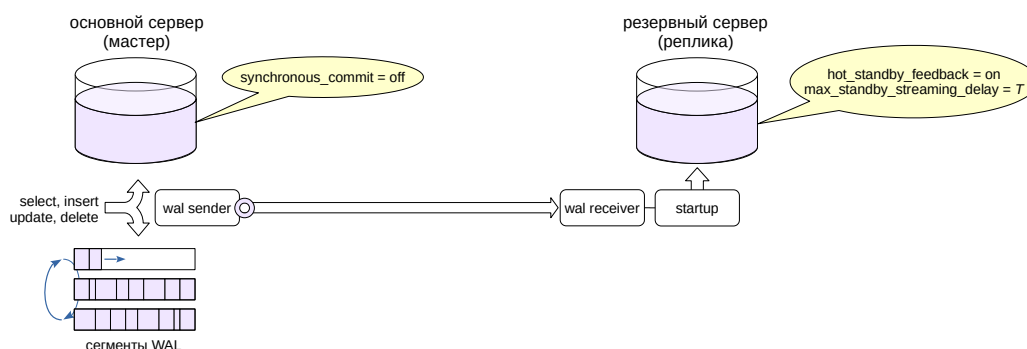 основной сервер
(мастер)
резервный сервер
(реплика)
synchronous_commit = off
hot_standby_feedback = on
max_standby_streaming_delay = T
select, insert
update, delete
wal sender
wal receiver
startup
сегменты WAL